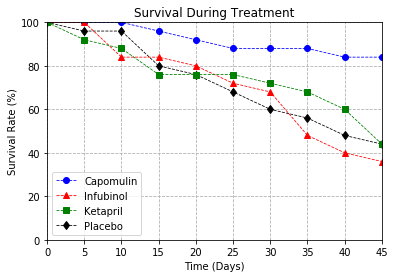 Survival During Treatment
100
80
60
40
20
0
Survival Rate (%)
Capomulin
Infubinol
Ketapril
Placebo
0 5 10 15 20 25 30 35 40 45
Time (Days)